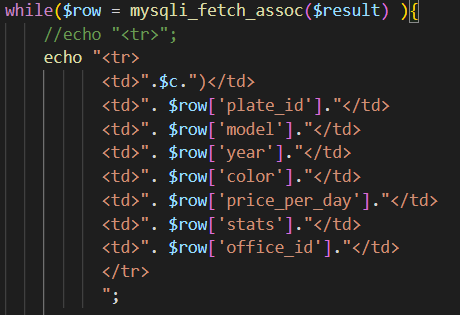 while($row = mysqli_fetch_assoc($result) ){
//echo "<tr>";
echo "<tr>
<td>".$c.")</td>
<td>". $row['plate_id']."</td>
<td>". $row['model']."</td>
<td>". $row['year']."</td>
<td>". $row['color']."</td>
<td>". $row['price_per_day']."</td>
<td>". $row['stats']."</td>
<td>". $row['office_id']."</td>
</tr>
";